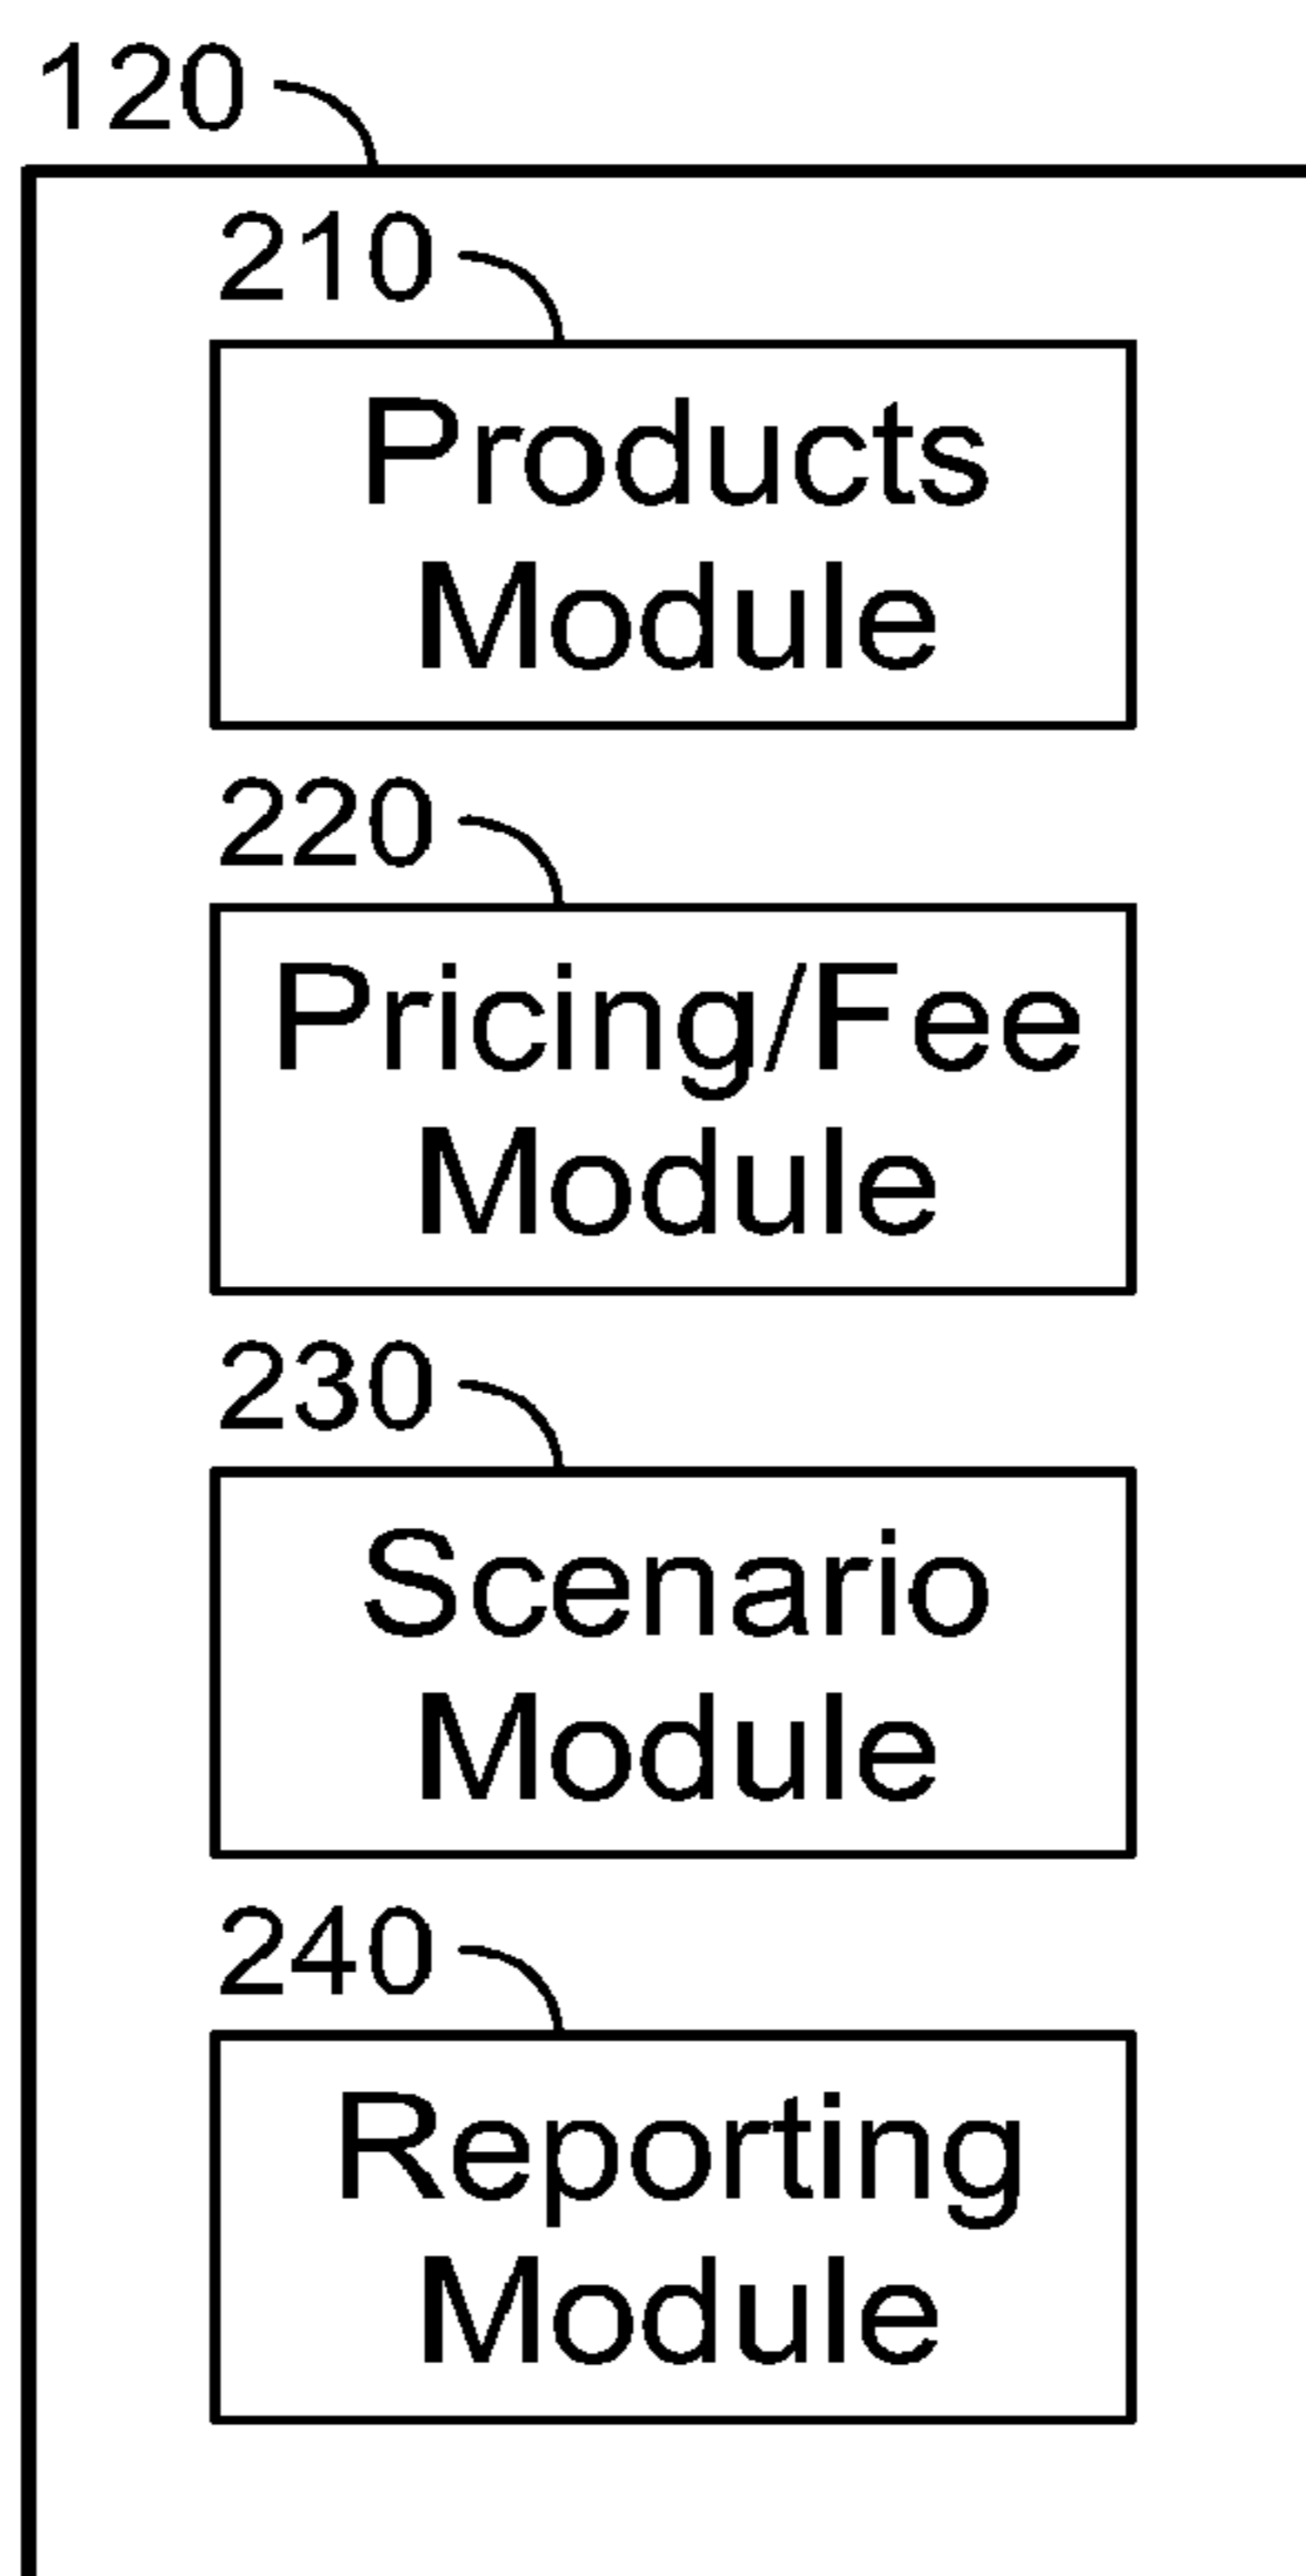 120
210
Products
Module
220
Pricing/Fee
Module
230
Scenario
Module
240
Reporting
Module